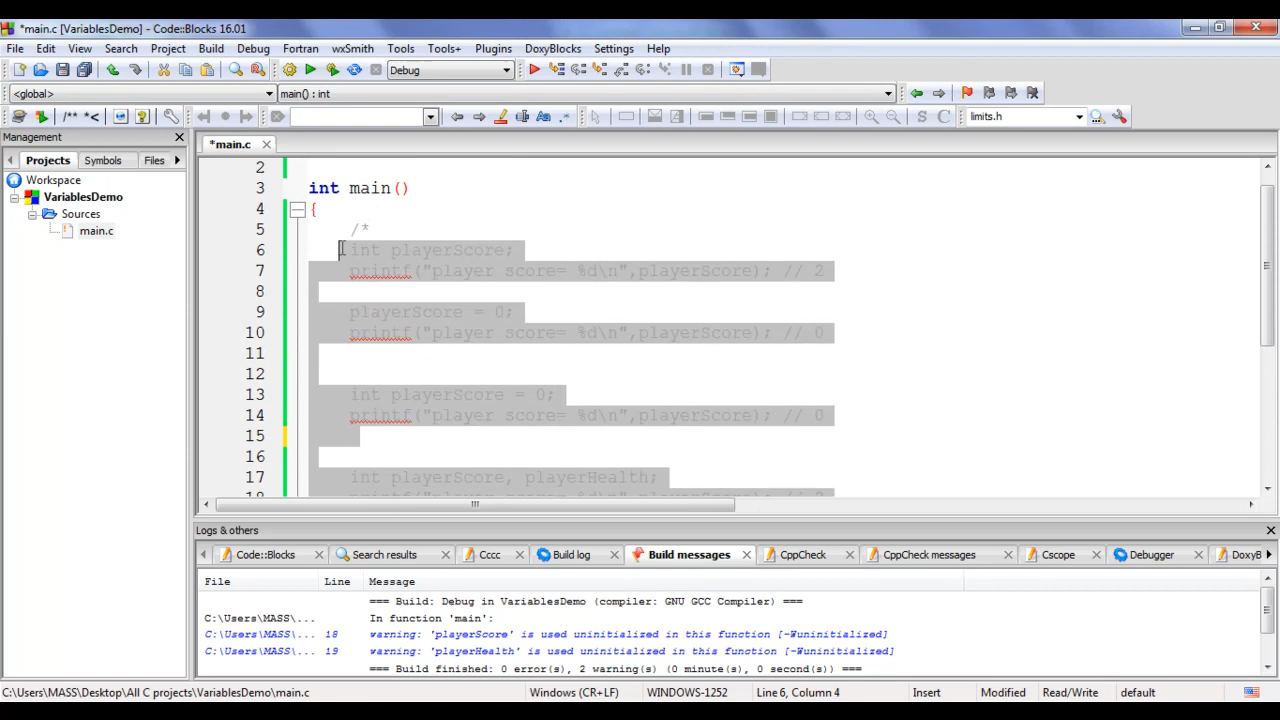 *main.c [VariablesDemo] - Code::Blocks 16.01
File Edit View Search Project Build Debug Fortran wxSmith Tools Tools+ Plugins DoxyBlocks Settings Help
Debug
<global> main() : int
/** *< Aa .* S C limits.h
Management
Projects Symbols Files
*main.c
Workspace
VariablesDemo
Sources
main.c
2
3 int main()
4 {
5 /*
6 int playerScore;
7 printf("player score= %d\n",playerScore); // 2
8
9 playerScore = 0;
10 printf("player score= %d\n",playerScore); // 0
11
12
13 int playerScore = 0;
14 printf("player score= %d\n",playerScore); // 0
15
16
17 int playerScore, playerHealth;
Logs & others
Code::Blocks Search results Cccc Build log Build messages CppCheck CppCheck messages Cscope Debugger DoxyB
File Line Message
=== Build: Debug in VariablesDemo (compiler: GNU GCC Compiler) ===
C:\Users\MASS\... In function 'main':
C:\Users\MASS\... 18 warning: 'playerScore' is used uninitialized in this function [-Wuninitialized]
C:\Users\MASS\... 19 warning: 'playerHealth' is used uninitialized in this function [-Wuninitialized]
=== Build finished: 0 error(s), 2 warning(s) (0 minute(s), 0 second(s)) ===
C:\Users\MASS\Desktop\All C projects\VariablesDemo\main.c Windows (CR+LF) WINDOWS-1252 Line 6, Column 4 Insert Modified Read/Write default